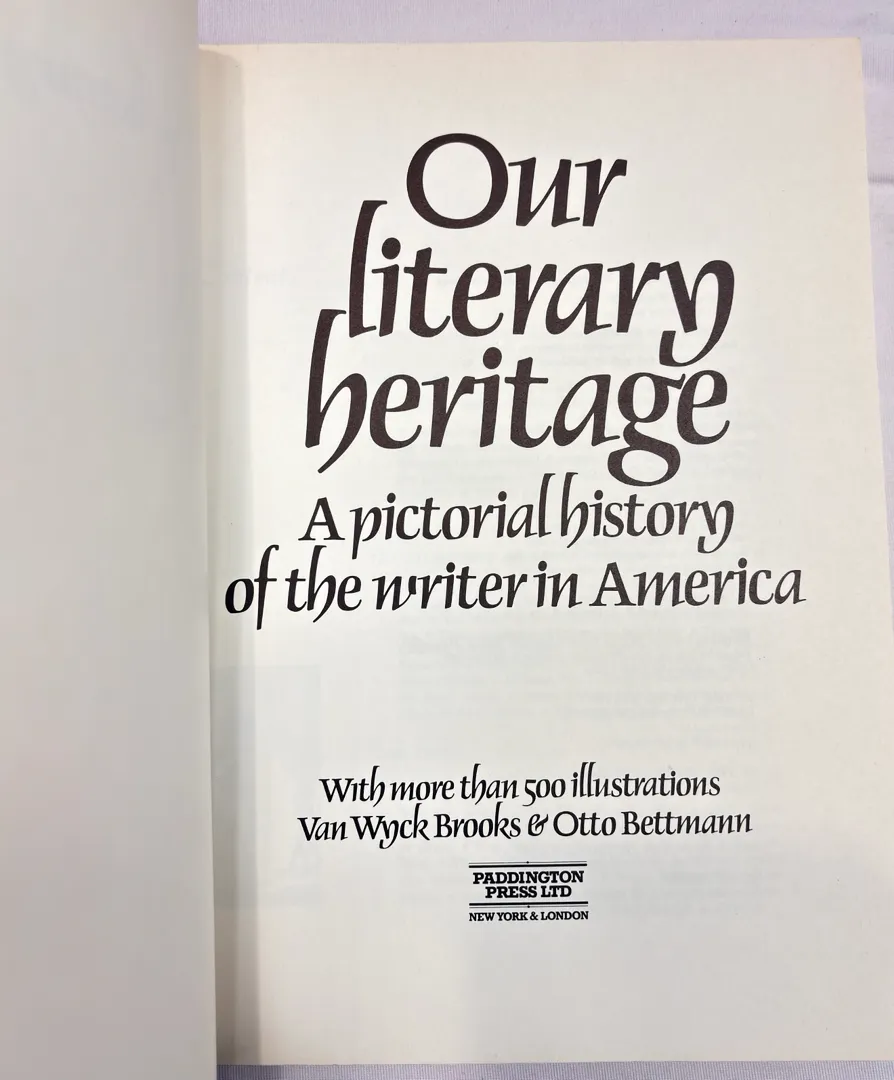 Our
literary
heritage
A pictorial history
of the writer in America
With more than 500 illustrations
Van Wyck Brooks & Otto Bettmann
PADDINGTON
PRESS LTD
NEW YORK & LONDON